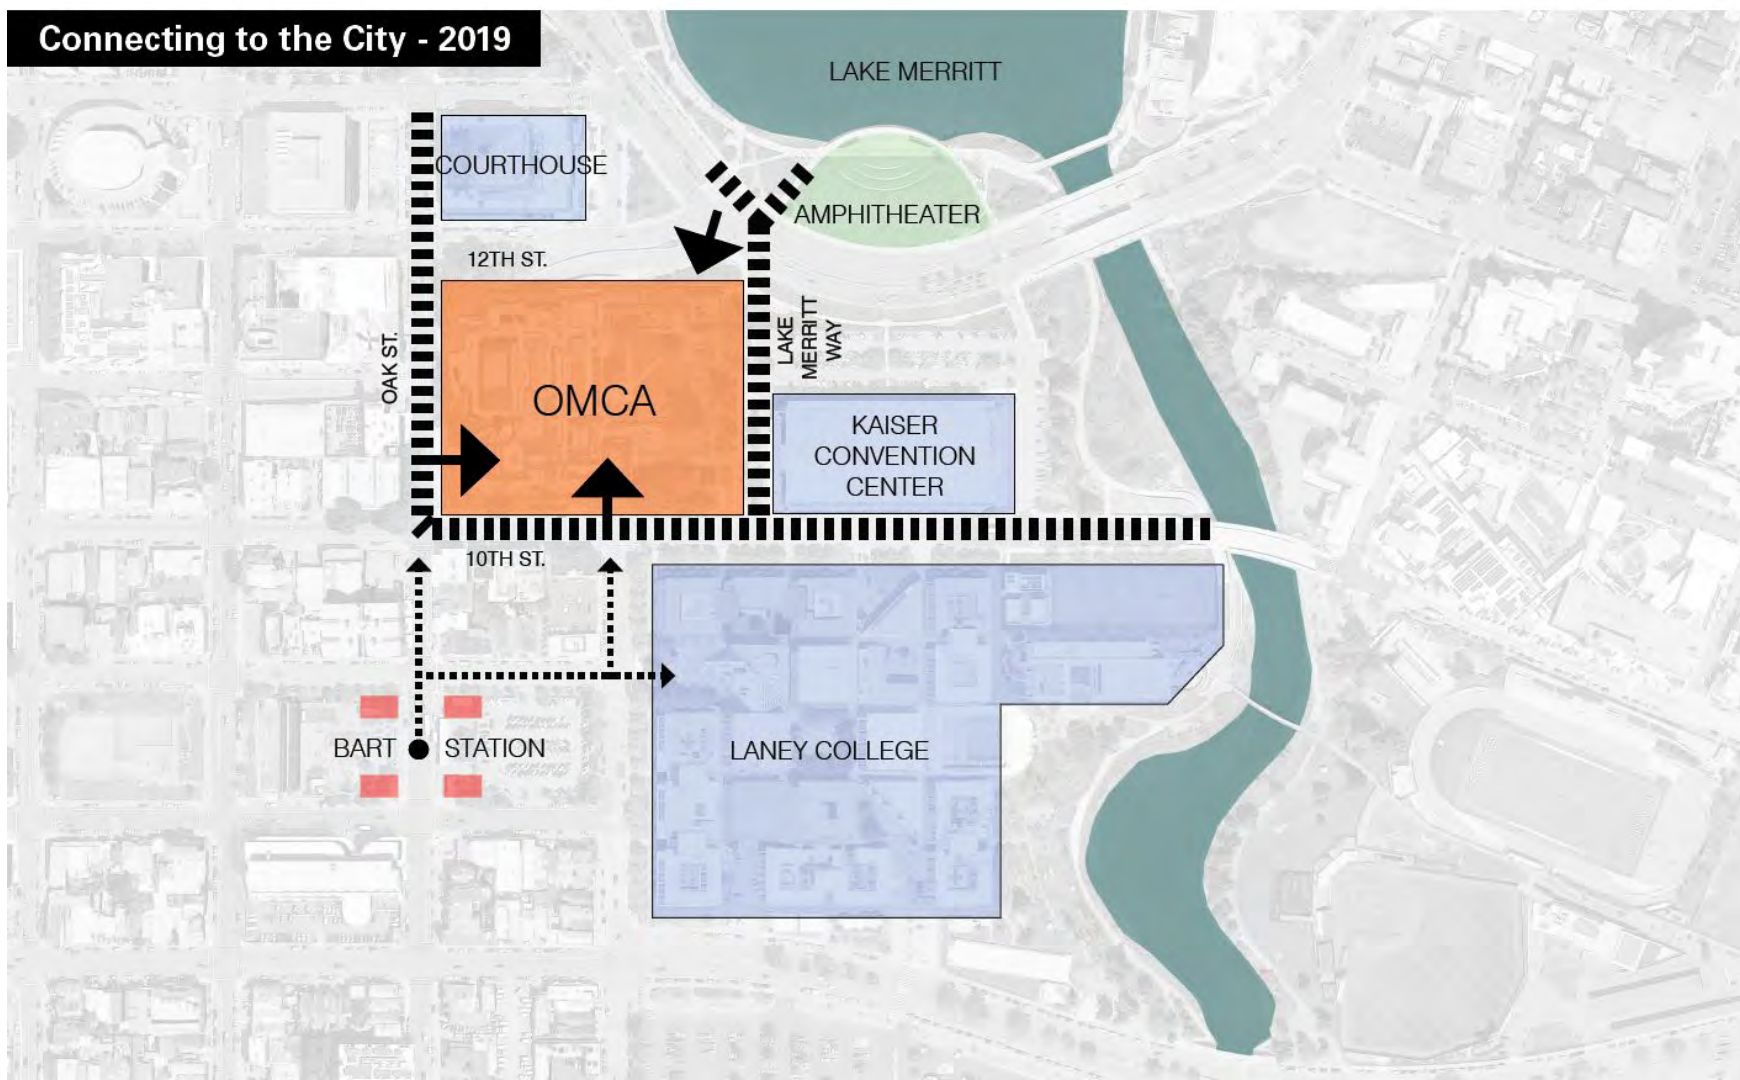 Connecting to the City - 2019
LAKE MERRITT
COURTHOUSE
AMPHITHEATER
12TH ST.
OAK ST.
LAKE
MERRITT
WAY
OMCA
KAISER
CONVENTION
CENTER
10TH ST.
BART STATION
LANEY COLLEGE